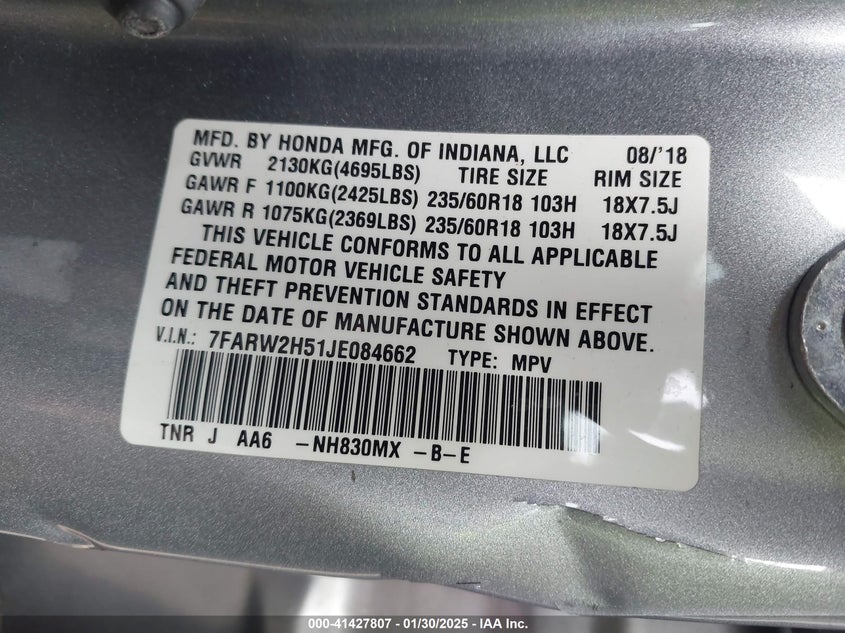 MFD. BY HONDA MFG. OF INDIANA, LLC 08/'18
GVWR 2130KG(4695LBS) TIRE SIZE RIM SIZE
GAWR F 1100KG(2425LBS) 235/60R18 103H 18X7.5J
GAWR R 1075KG(2369LBS) 235/60R18 103H 18X7.5J
THIS VEHICLE CONFORMS TO ALL APPLICABLE
FEDERAL MOTOR VEHICLE SAFETY
AND THEFT PREVENTION STANDARDS IN EFFECT
ON THE DATE OF MANUFACTURE SHOWN ABOVE.
V.I.N.: 7FARW2H51JE084662 TYPE: MPV
TNR J AA6 -NH830MX -B-E
000-41427807 / 01/30/2025 - IAA Inc.